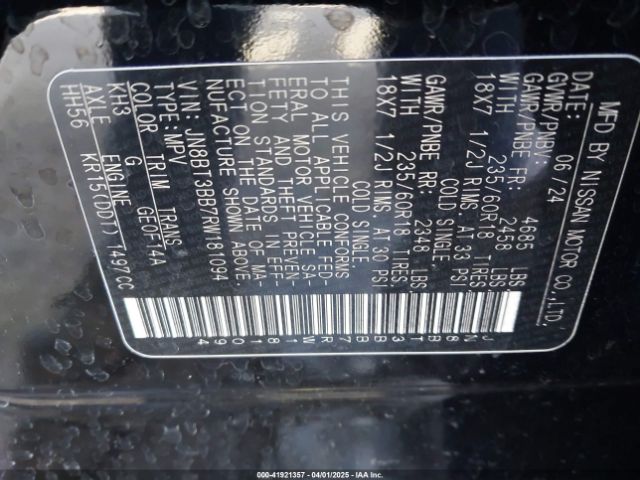 MFD BY NISSAN MOTOR CO.,LTD.
DATE: 06/24
GVWR/PNBV: 4685 LBS
GAWR/PNBE FR: 2456 LBS
WITH 235/60R18 TIRES
18X7 1/2J RIMS. AT 33 PSI
COLD SINGLE.
GAWR/PNBE RR: 2348 LBS
WITH 235/60R18 TIRES
18X7 1/2J RIMS. AT 30 PSI
COLD SINGLE.
THIS VEHICLE CONFORMS
TO ALL APPLICABLE FED-
ERAL MOTOR VEHICLE SA-
FETY AND THEFT PREVEN-
TION STANDARDS IN EFF-
ECT ON THE DATE OF MA-
NUFACTURE SHOWN ABOVE.
VIN: JN8BT3BB7RW181094
TYPE: MPV
COLOR TRIM TRANS
KH3 G GE0F14A
AXLE ENGINE
HH56 KR15(DDT) 1497CC
JN8BT3BB7RW181094
000-41921357 - 04/01/2025 - IAA Inc.